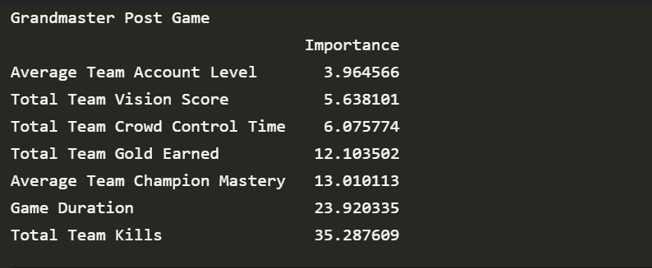 Grandmaster Post Game
Importance
Average Team Account Level 3.964566
Total Team Vision Score 5.638101
Total Team Crowd Control Time 6.075774
Total Team Gold Earned 12.103502
Average Team Champion Mastery 13.010113
Game Duration 23.920335
Total Team Kills 35.287609